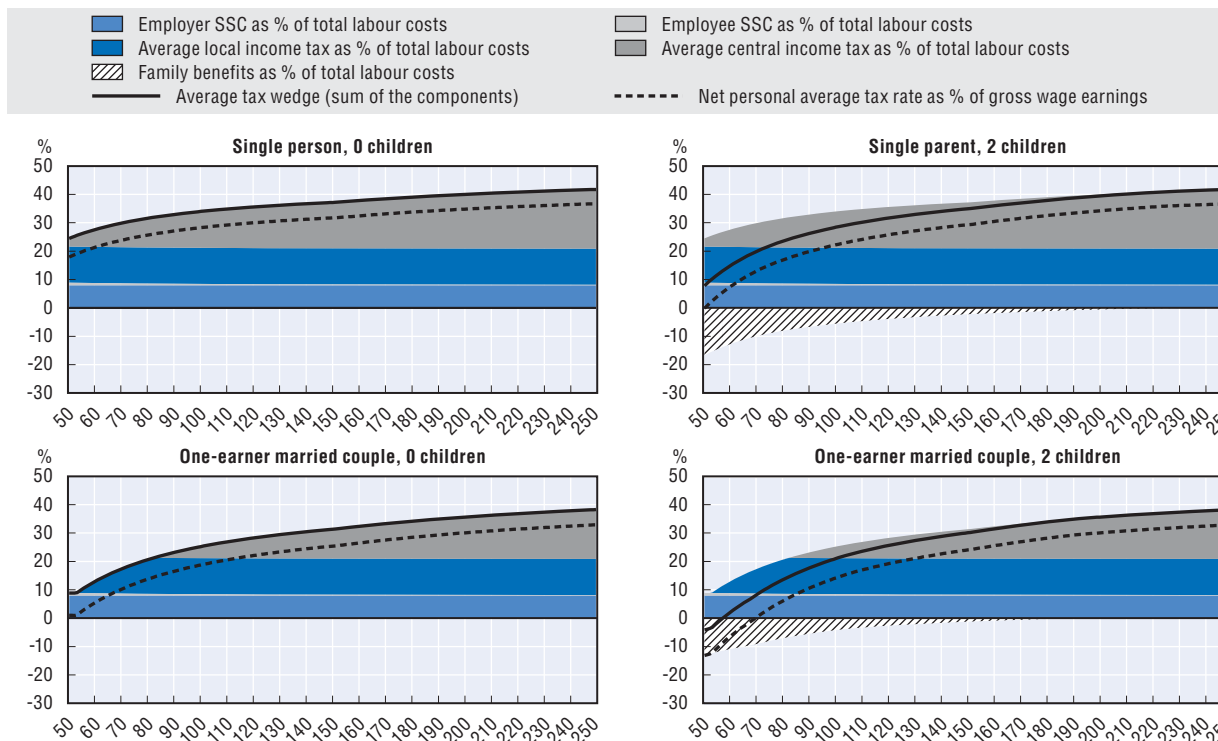 Employer SSC as % of total labour costs
Employee SSC as % of total labour costs
Average local income tax as % of total labour costs
Average central income tax as % of total labour costs
Family benefits as % of total labour costs
Average tax wedge (sum of the components)
Net personal average tax rate as % of gross wage earnings
%
Single person, 0 children
50
40
30
20
10
0
-10
-20
-30
50 60 70 80 90 100 110 120 130 140 150 160 170 180 190 200 210 220 230 240 250
%
Single parent, 2 children
50
40
30
20
10
0
-10
-20
-30
50 60 70 80 90 100 110 120 130 140 150 160 170 180 190 200 210 220 230 240
%
One-earner married couple, 0 children
50
40
30
20
10
0
-10
-20
-30
50 60 70 80 90 100 110 120 130 140 150 160 170 180 190 200 210 220 230 240 250
%
One-earner married couple, 2 children
50
40
30
20
10
0
-10
-20
-30
50 60 70 80 90 100 110 120 130 140 150 160 170 180 190 200 210 220 230 240